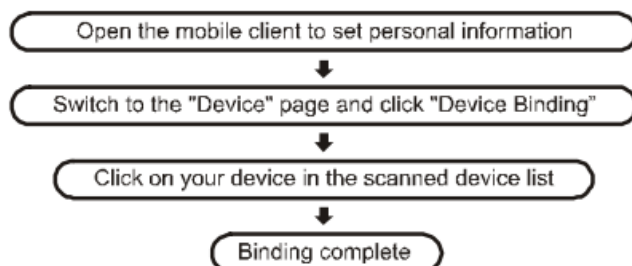 Open the mobile client to set personal information
Switch to the "Device" page and click "Device Binding"
Click on your device in the scanned device list
Binding complete